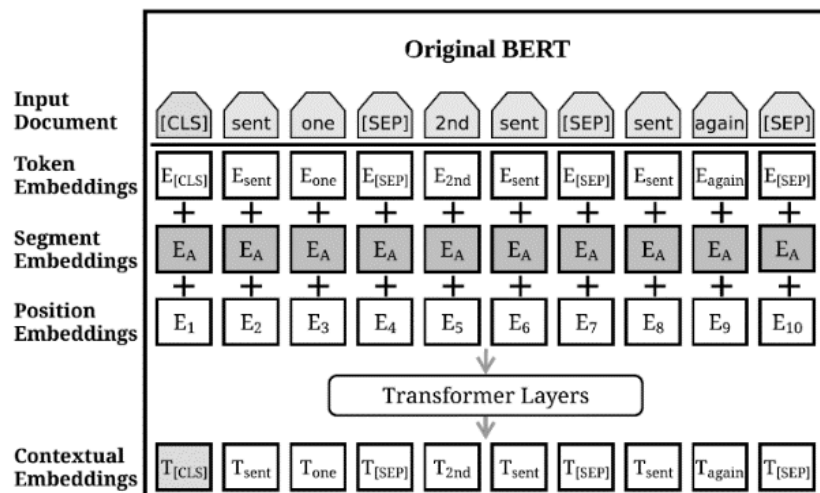 Original BERT
Input Document [CLS] sent one [SEP] 2nd sent [SEP] sent again [SEP]
Token Embeddings E[CLS] Esent Eone E[SEP] E2nd Esent E[SEP] Esent Eagain E[SEP]
+ + + + + + + + + +
Segment Embeddings EA EA EA EA EA EA EA EA EA EA
+ + + + + + + + + +
Position Embeddings E1 E2 E3 E4 E5 E6 E7 E8 E9 E10
Transformer Layers
Contextual Embeddings T[CLS] Tsent Tone T[SEP] T2nd Tsent T[SEP] Tsent Tagain T[SEP]